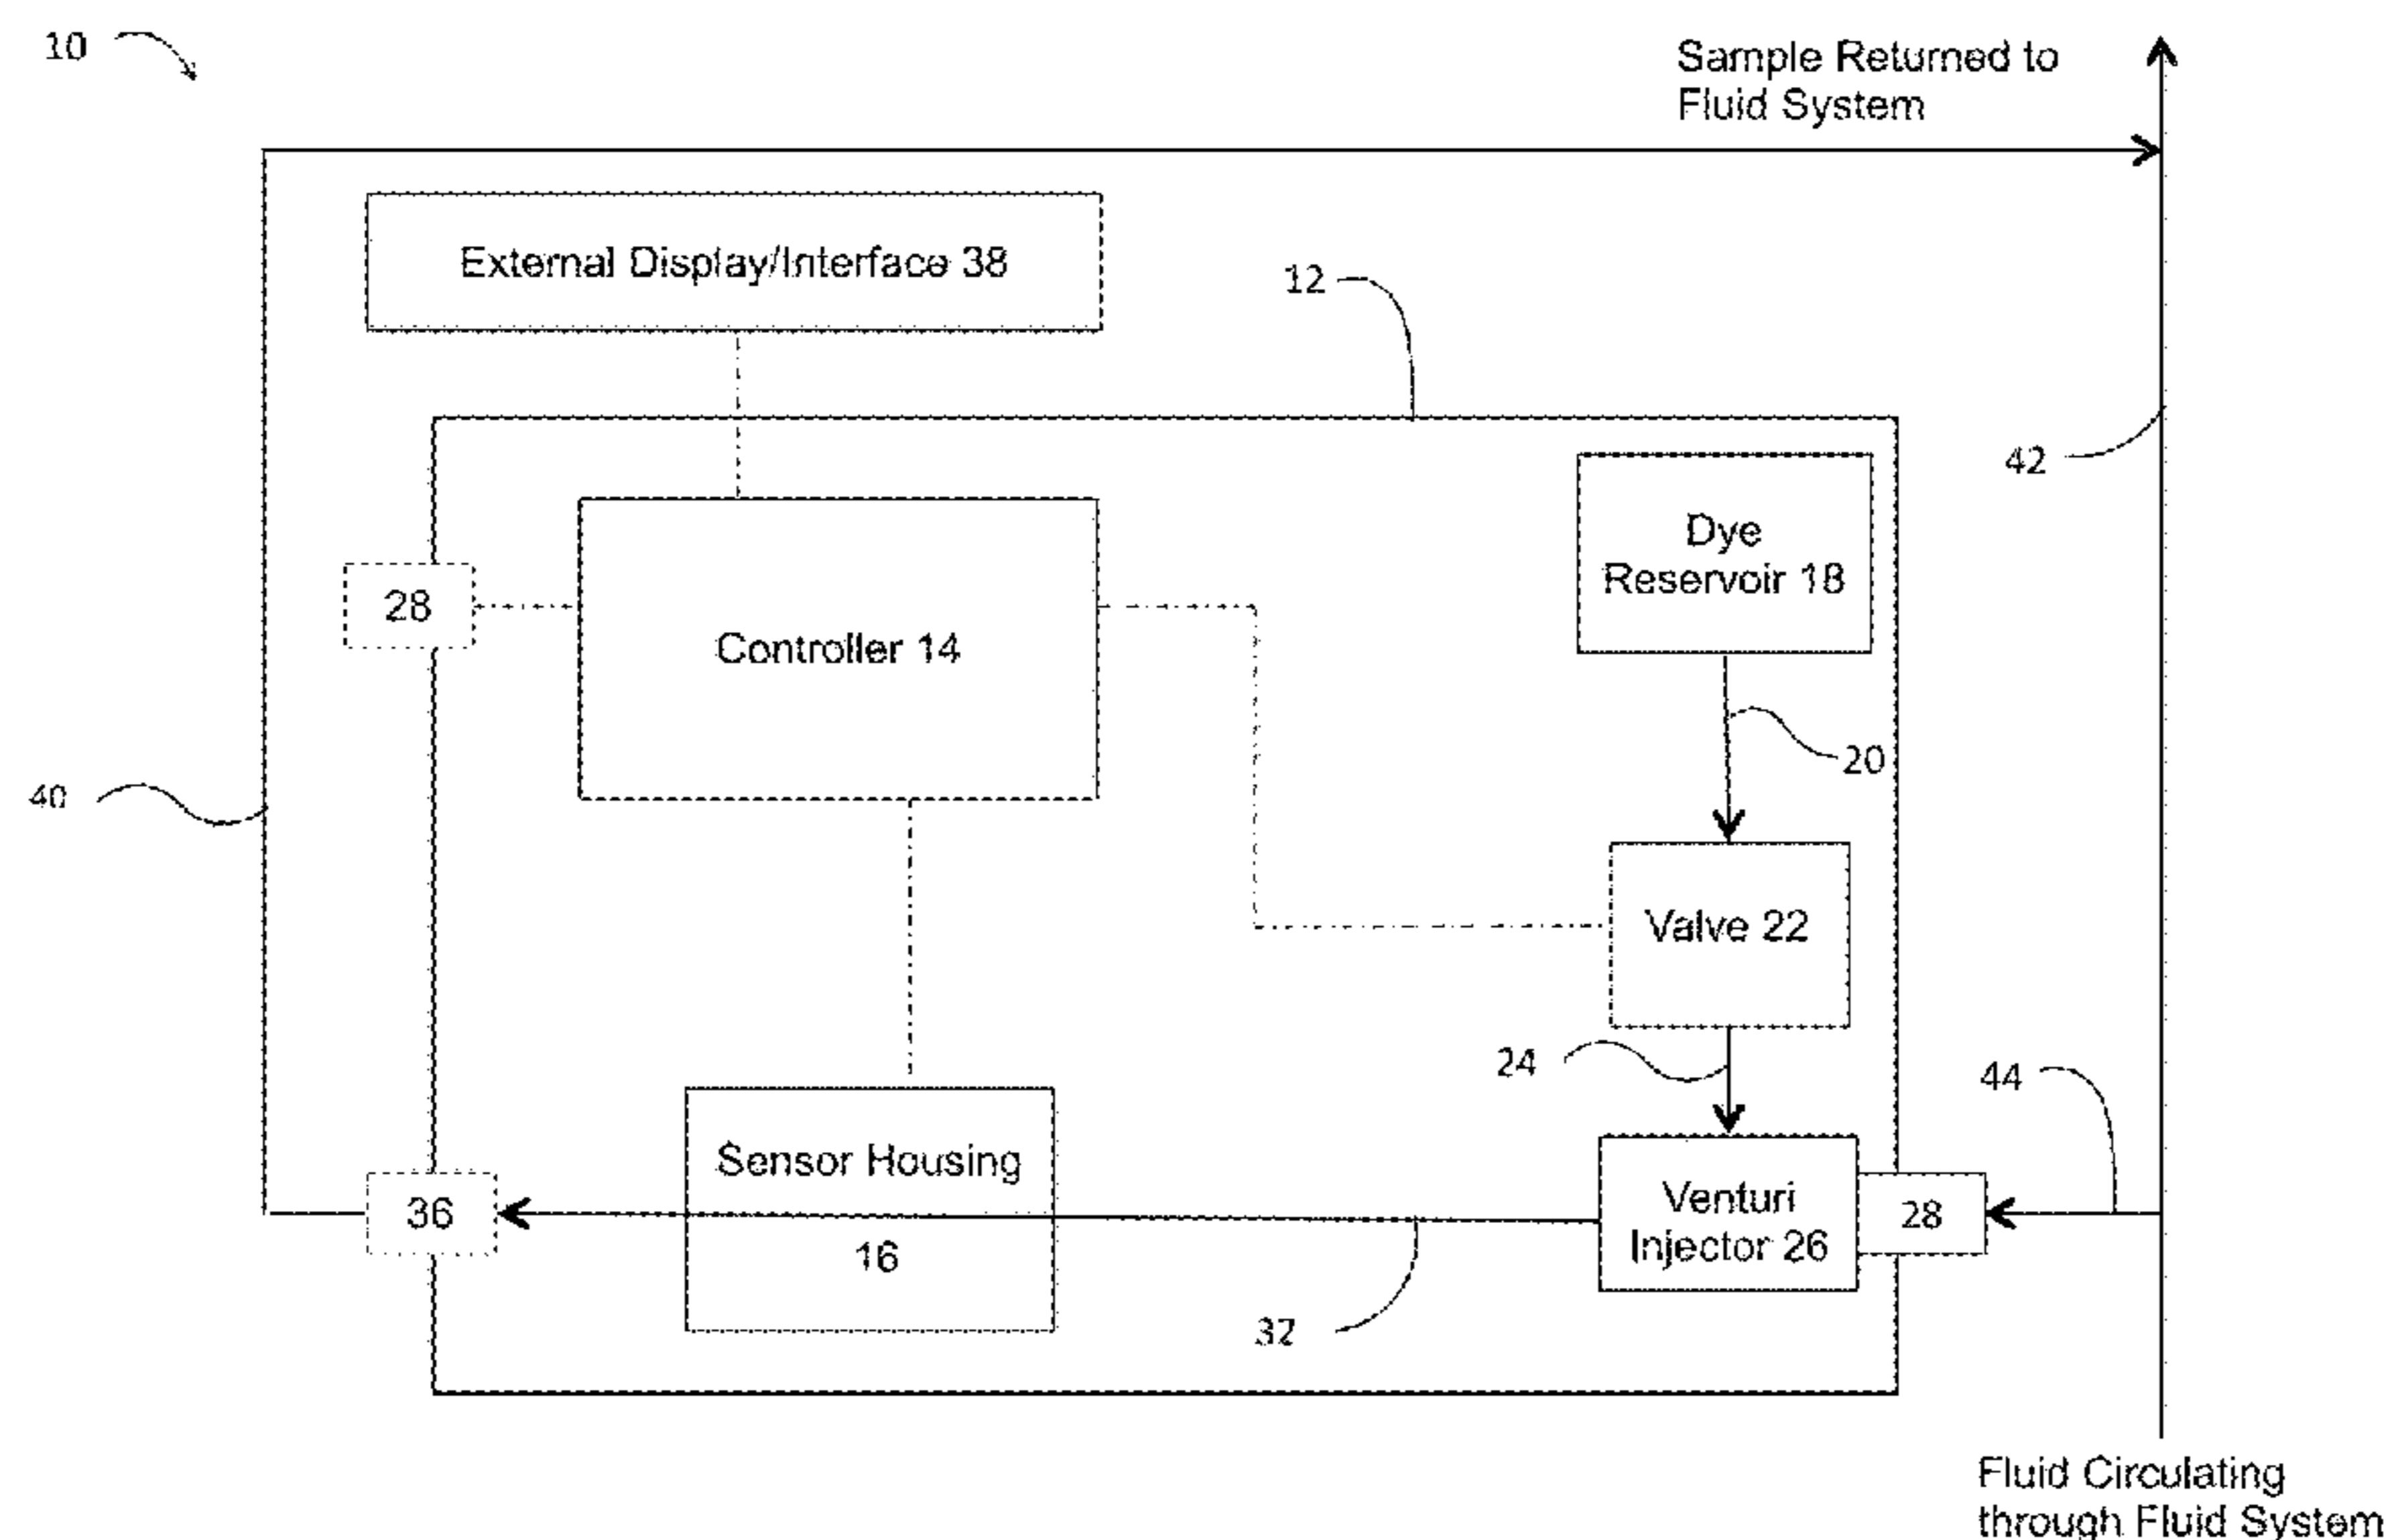 10
Sample Returned to
Fluid System
External Display/Interface 38
12
42
Dye
Reservoir 18
28
Controller 14
20
40
Valve 22
24
44
Sensor Housing
16
36
Venturi
Injector 26
28
32
Fluid Circulating
through Fluid System